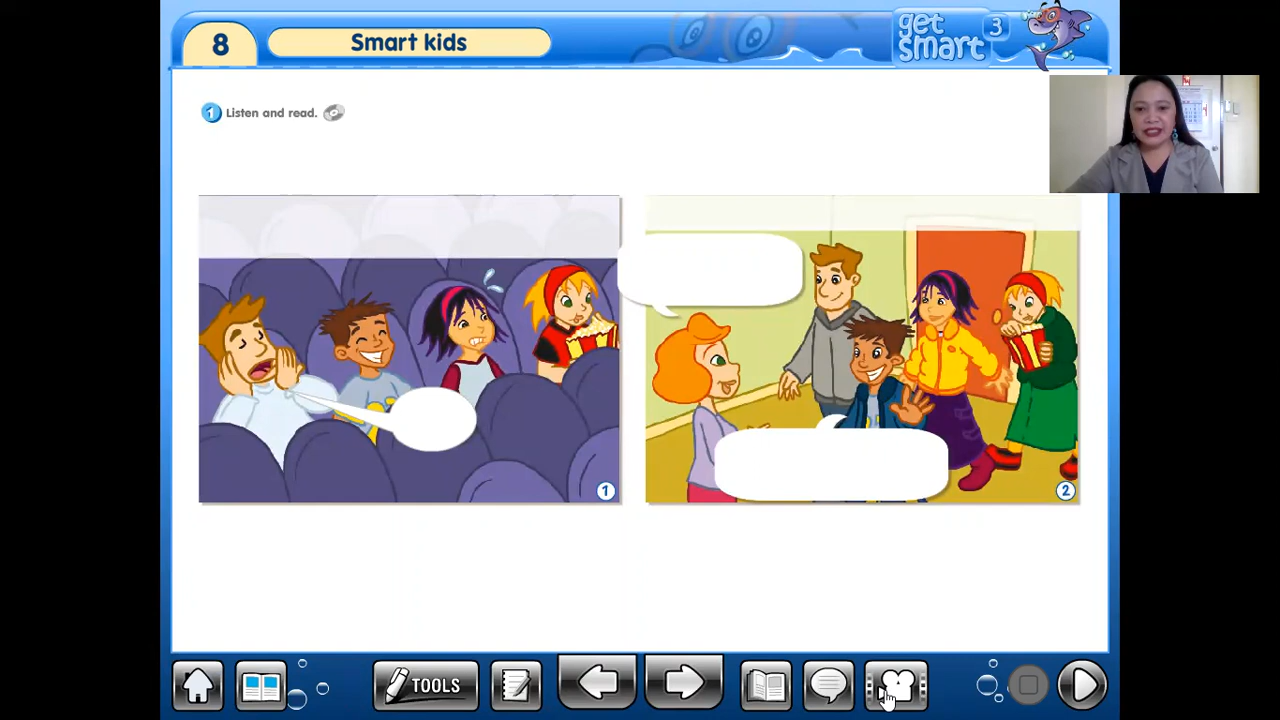 8
Smart kids
get
smart 3
1 Listen and read.
1
2
TOOLS